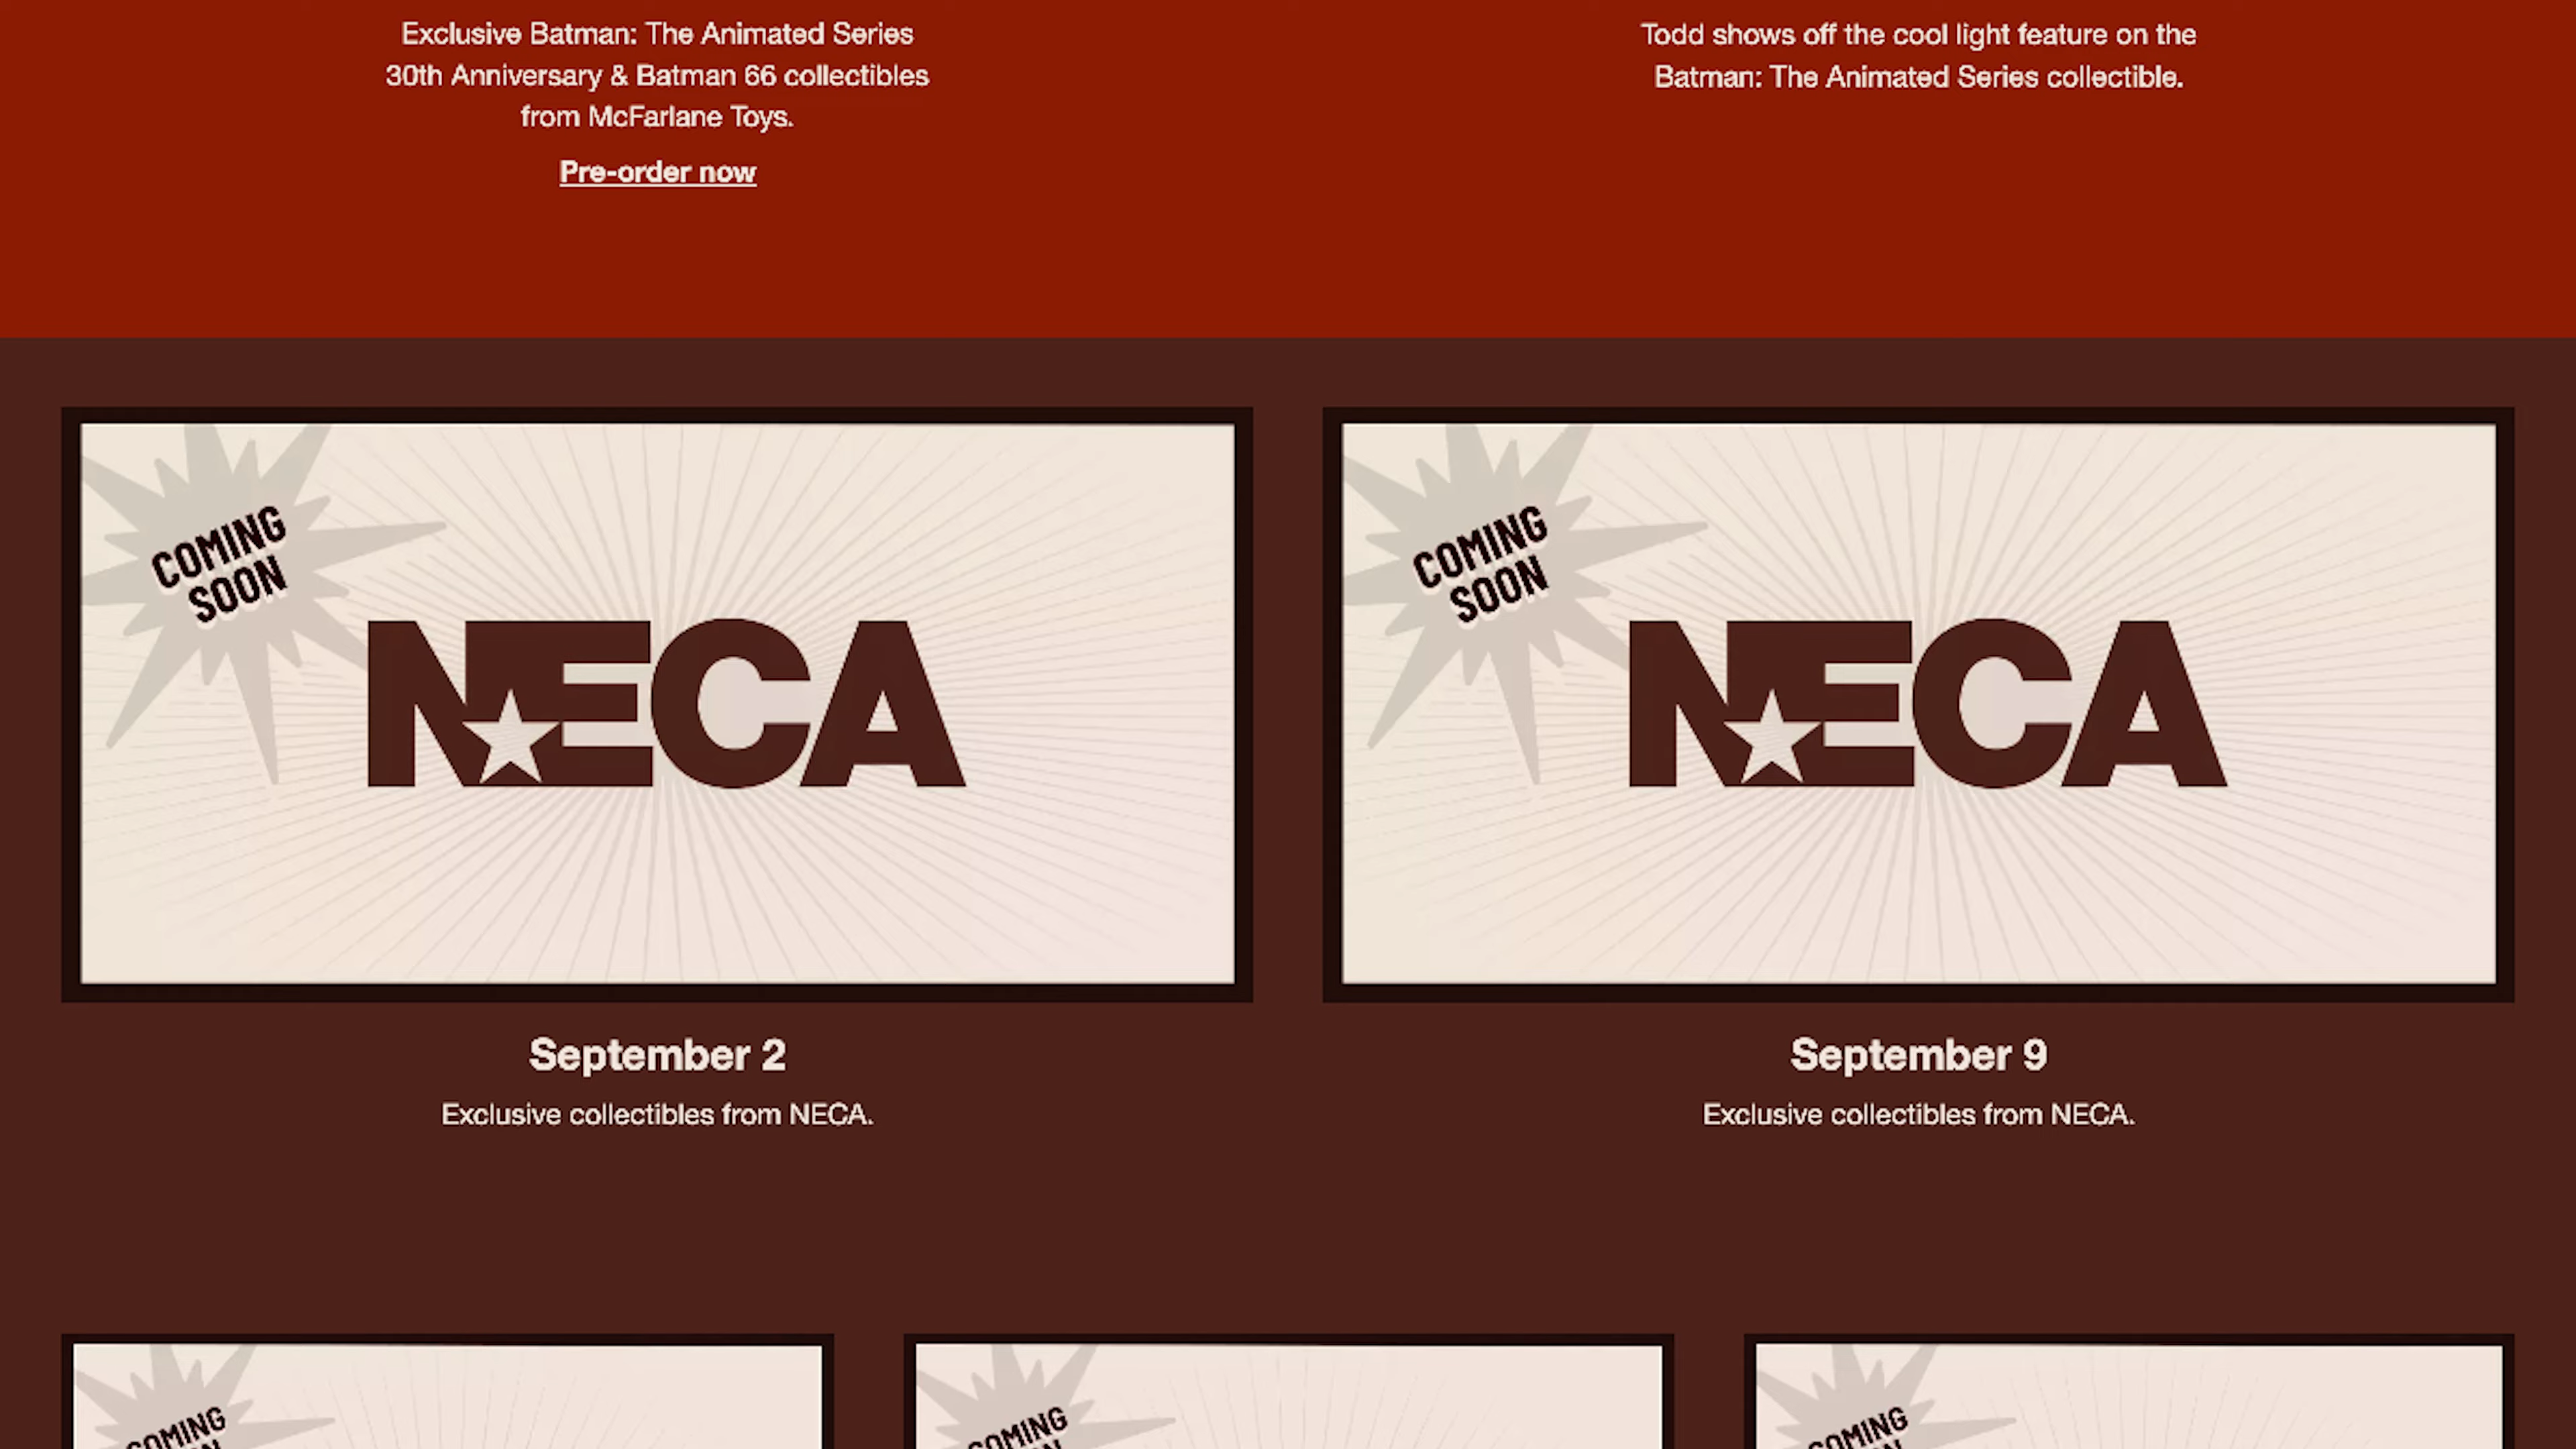 Exclusive Batman: The Animated Series
30th Anniversary & Batman 66 collectibles
from McFarlane Toys.
Pre-order now
Todd shows off the cool light feature on the
Batman: The Animated Series collectible.
COMING
SOON
NECA
September 2
Exclusive collectibles from NECA.
COMING
SOON
NECA
September 9
Exclusive collectibles from NECA.
COMING
COMING
COMING